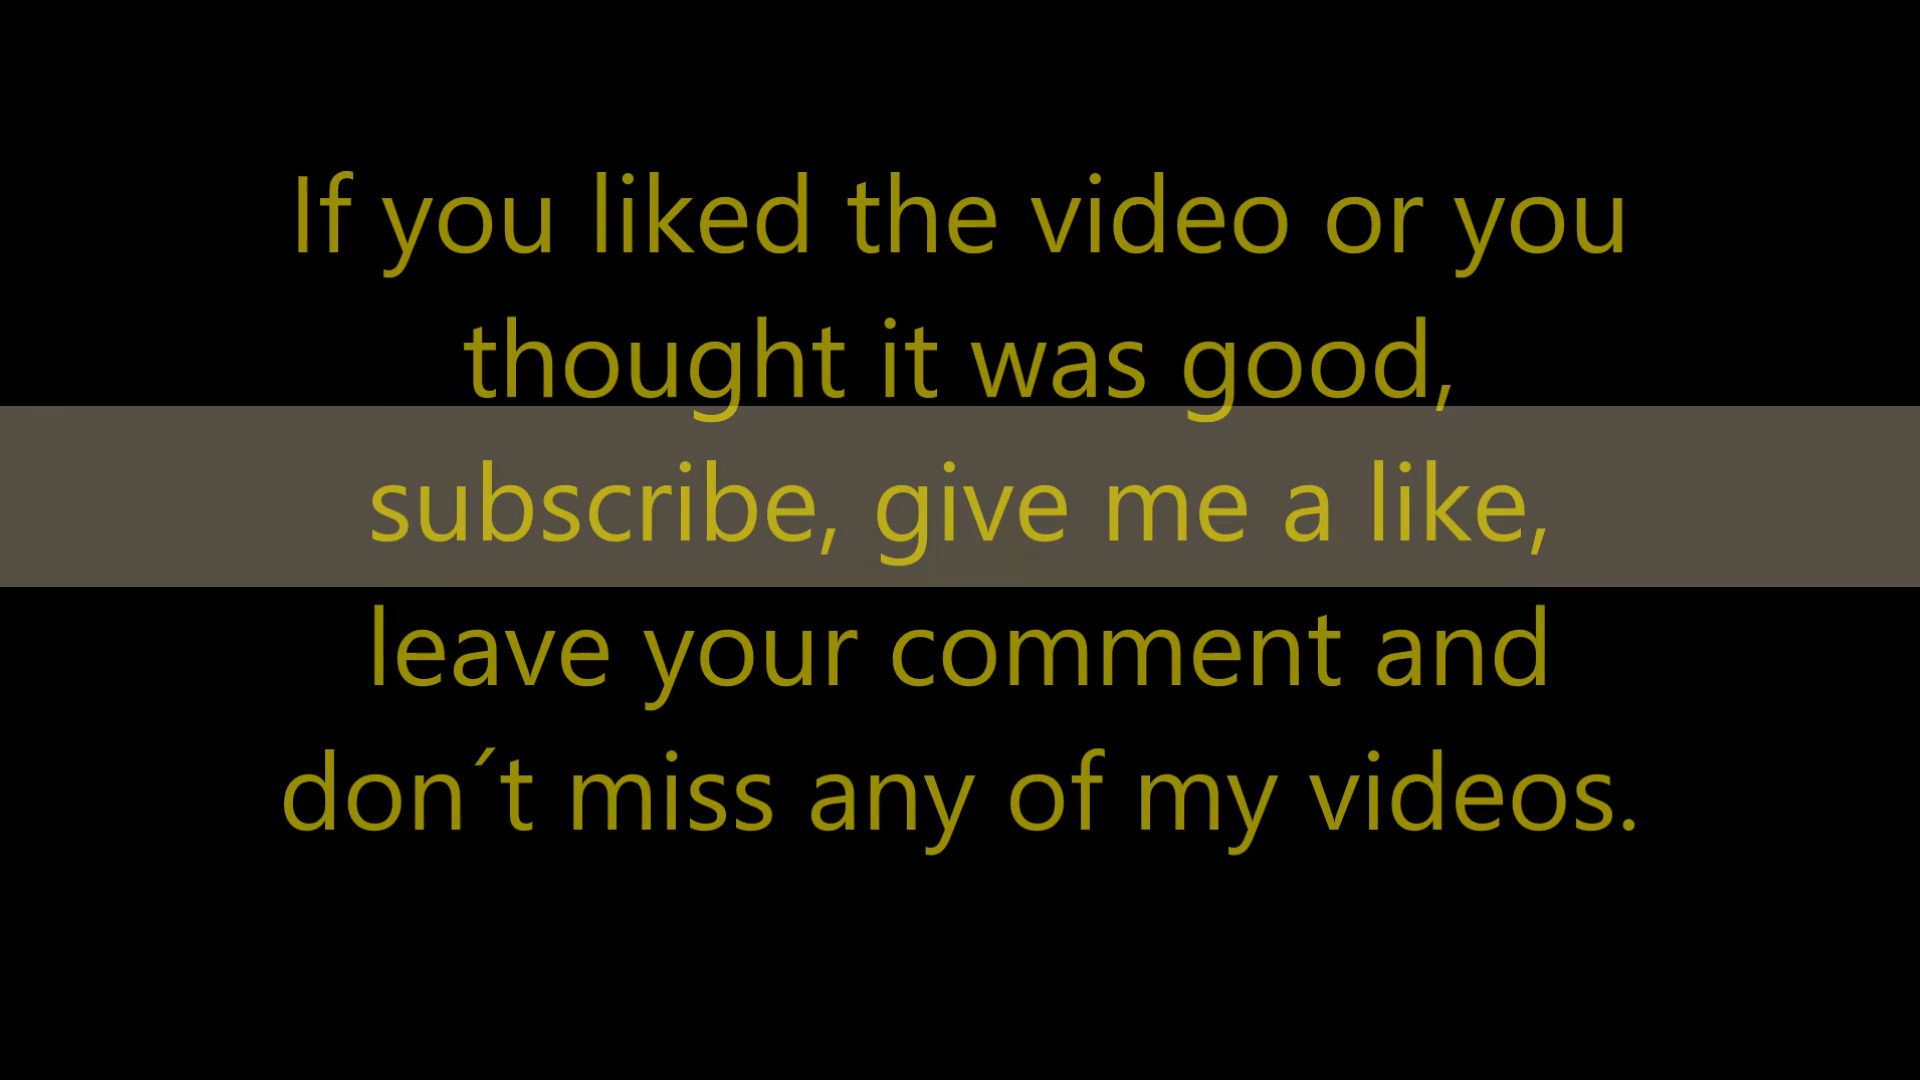 If you liked the video or you
thought it was good,
subscribe, give me a like,
leave your comment and
don´t miss any of my videos.